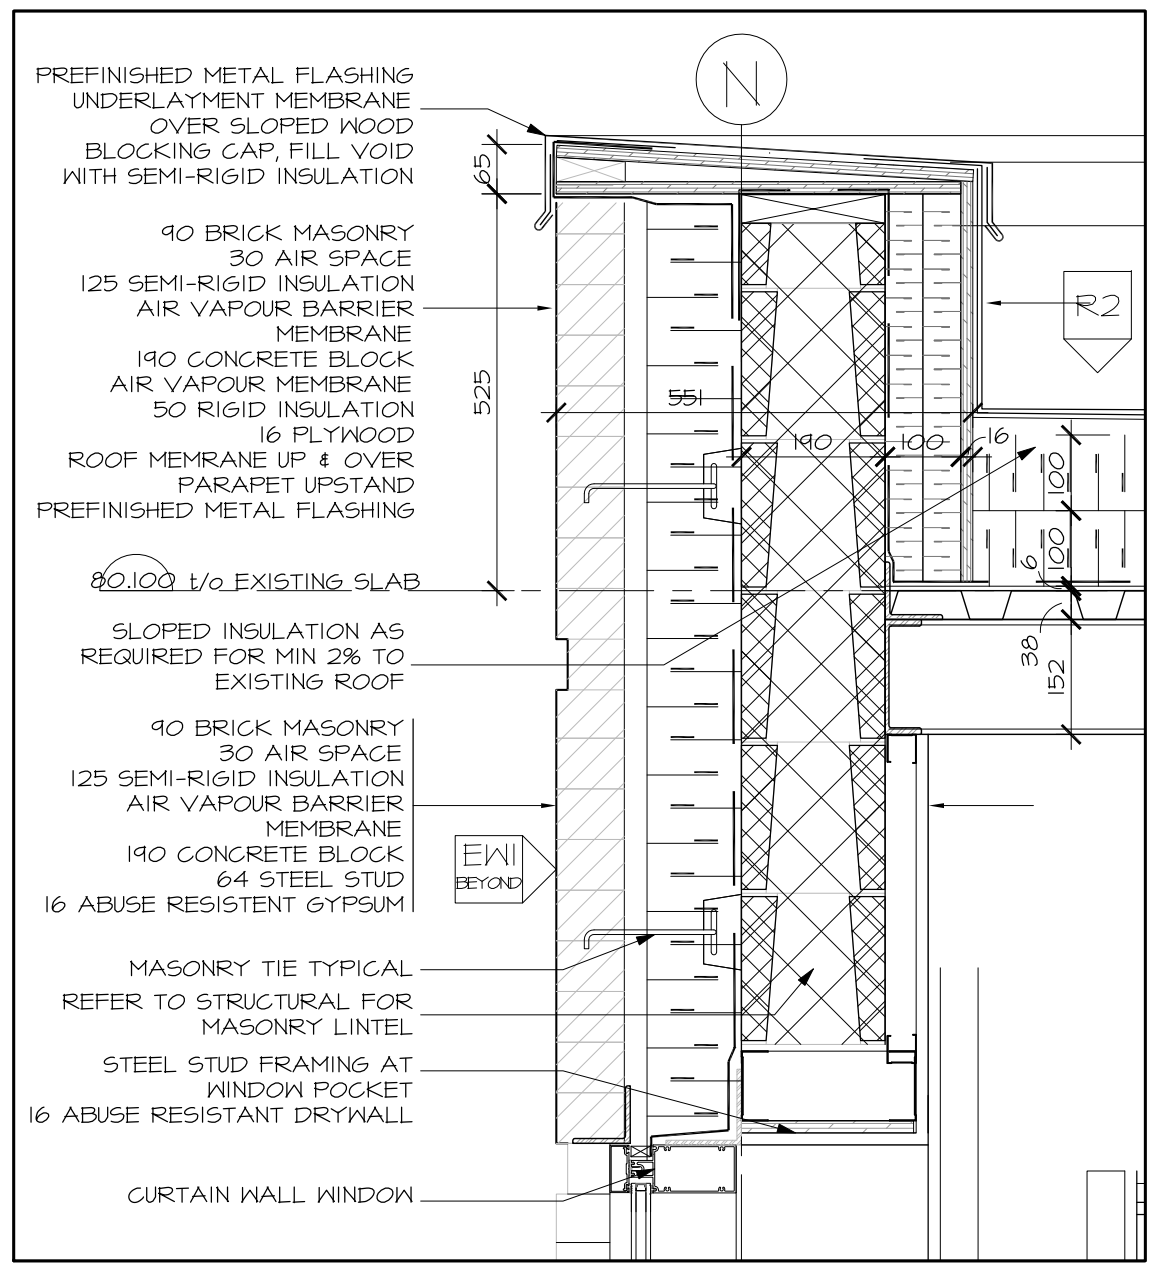 N
PREFINISHED METAL FLASHING
UNDERLAYMENT MEMBRANE
OVER SLOPED WOOD
BLOCKING CAP, FILL VOID
WITH SEMI-RIGID INSULATION
65
90 BRICK MASONRY
30 AIR SPACE
125 SEMI-RIGID INSULATION
AIR VAPOUR BARRIER
MEMBRANE
190 CONCRETE BLOCK
AIR VAPOUR MEMBRANE
50 RIGID INSULATION
16 PLYWOOD
ROOF MEMRANE UP & OVER
PARAPET UPSTAND
PREFINISHED METAL FLASHING
525
R2
551
190
100
16
100
100
6
38
152
80.100 t/o EXISTING SLAB
SLOPED INSULATION AS
REQUIRED FOR MIN 2% TO
EXISTING ROOF
90 BRICK MASONRY
30 AIR SPACE
125 SEMI-RIGID INSULATION
AIR VAPOUR BARRIER
MEMBRANE
190 CONCRETE BLOCK
64 STEEL STUD
16 ABUSE RESISTENT GYPSUM
EW1
BEYOND
MASONRY TIE TYPICAL
REFER TO STRUCTURAL FOR
MASONRY LINTEL
STEEL STUD FRAMING AT
WINDOW POCKET
16 ABUSE RESISTANT DRYWALL
CURTAIN WALL WINDOW